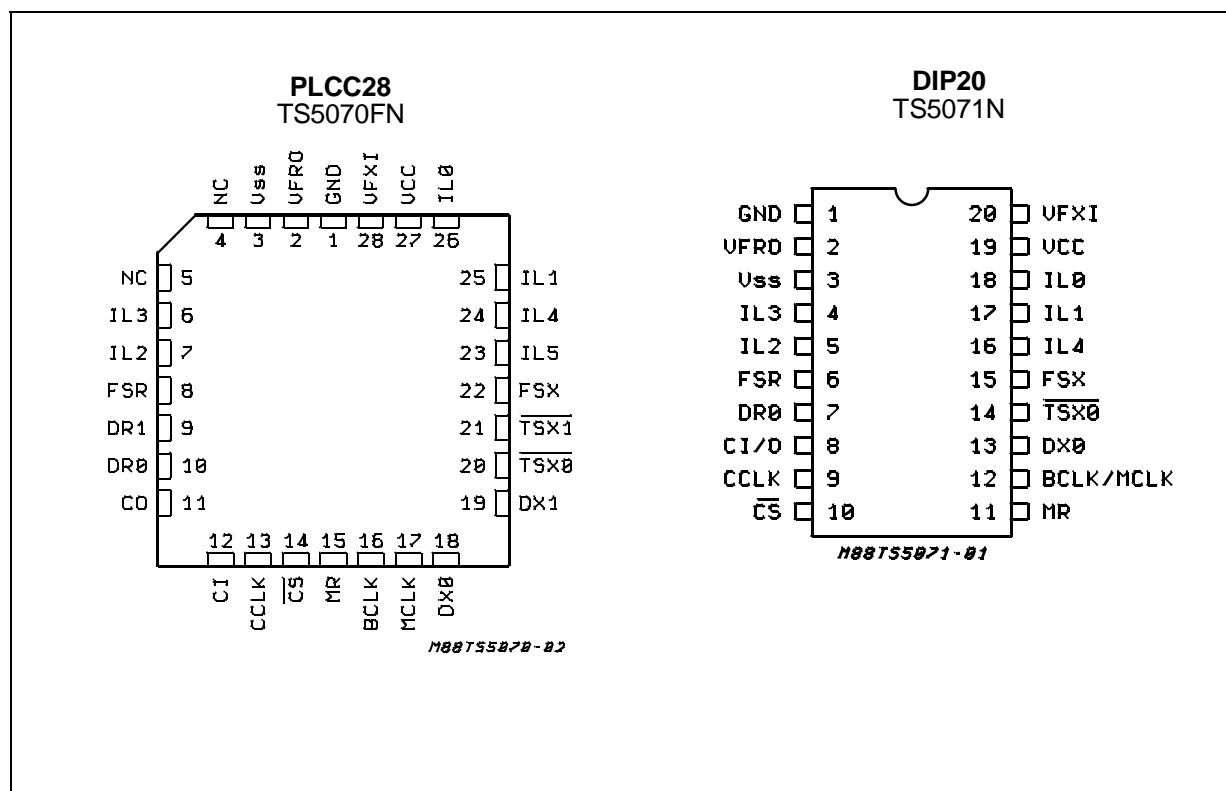 PLCC28
TS5070FN
NC Vss VFRO GND VFXI VCC IL0
4 3 2 1 28 27 26
NC 5 25 IL1
IL3 6 24 IL4
IL2 7 23 IL5
FSR 8 22 FSX
DR1 9 21 TSX1
DR0 10 20 TSX0
CO 11 19 DX1
12 13 14 15 16 17 18
CI CCLK CS MR BCLK MCLK DX0
M88TS5070-02
DIP20
TS5071N
GND 1 20 VFXI
VFRO 2 19 VCC
Vss 3 18 IL0
IL3 4 17 IL1
IL2 5 16 IL4
FSR 6 15 FSX
DR0 7 14 TSX0
CI/O 8 13 DX0
CCLK 9 12 BCLK/MCLK
CS 10 11 MR
M88TS5071-01